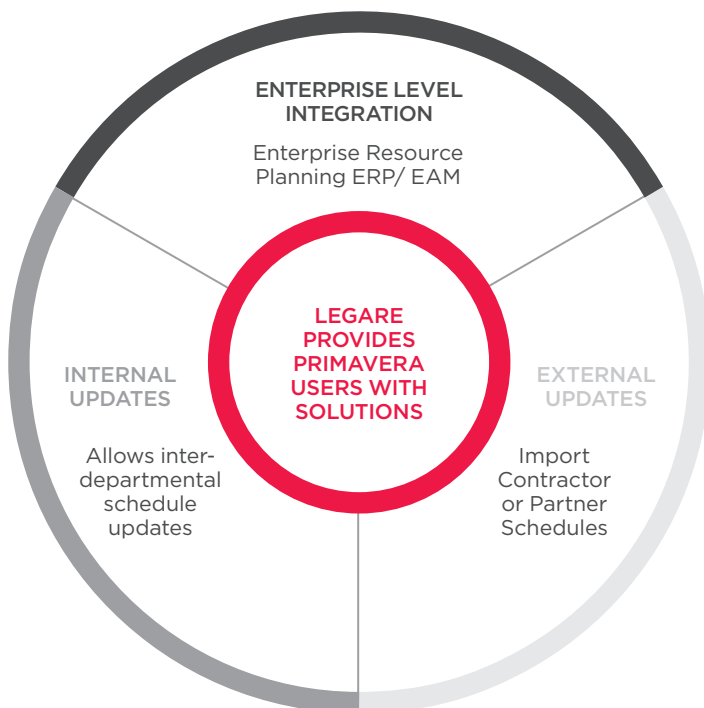 ENTERPRISE LEVEL
INTEGRATION
Enterprise Resource
Planning ERP/ EAM
LEGARE
PROVIDES
PRIMAVERA
USERS WITH
SOLUTIONS
INTERNAL
UPDATES
Allows inter-
departmental
schedule
updates
EXTERNAL
UPDATES
Import
Contractor
or Partner
Schedules